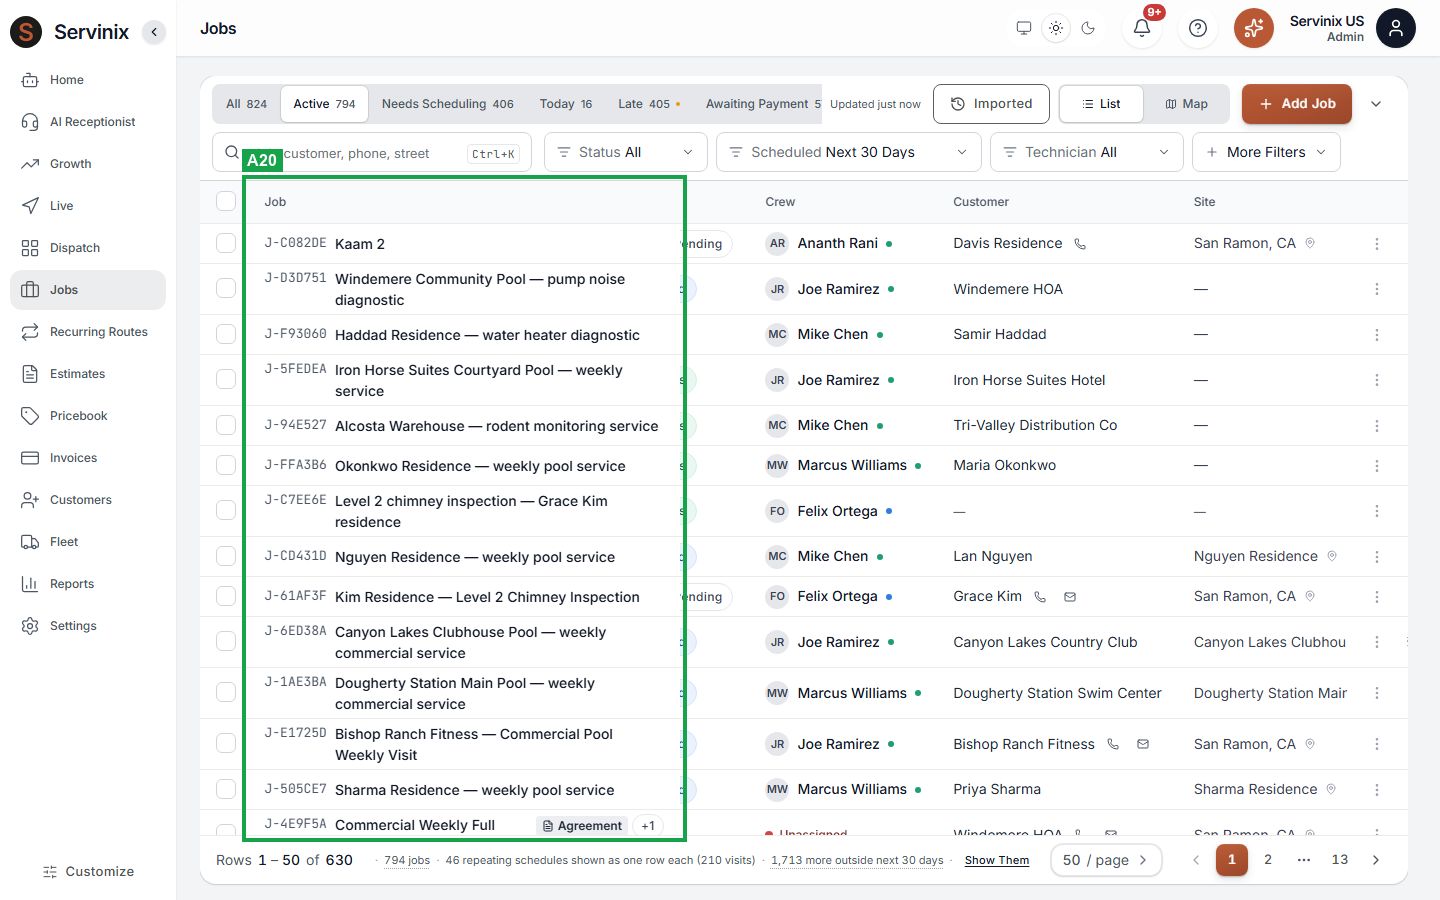 Servinix
Home
AI Receptionist
Growth
Live
Dispatch
Jobs
Recurring Routes
Estimates
Pricebook
Invoices
Customers
Fleet
Reports
Settings
Customize
Jobs
9+
Servinix US
Admin
All 824
Active 794
Needs Scheduling 406
Today 16
Late 405
Awaiting Payment
Updated just now
Imported
List
Map
+ Add Job
customer, phone, street
Ctrl+K
Status All
Scheduled Next 30 Days
Technician All
+ More Filters
A20
Job Crew Customer Site
J-C082DE Kaam 2 AR Ananth Rani Davis Residence San Ramon, CA
J-D3D751 Windemere Community Pool — pump noise
diagnostic
JR Joe Ramirez Windemere HOA —
J-F93060 Haddad Residence — water heater diagnostic MC Mike Chen Samir Haddad —
J-5FEDEA Iron Horse Suites Courtyard Pool — weekly
service
JR Joe Ramirez Iron Horse Suites Hotel —
J-94E527 Alcosta Warehouse — rodent monitoring service MC Mike Chen Tri-Valley Distribution Co —
J-FFA3B6 Okonkwo Residence — weekly pool service MW Marcus Williams Maria Okonkwo —
J-C7EE6E Level 2 chimney inspection — Grace Kim
residence
FO Felix Ortega — —
J-CD431D Nguyen Residence — weekly pool service MC Mike Chen Lan Nguyen Nguyen Residence
J-61AF3F Kim Residence — Level 2 Chimney Inspection FO Felix Ortega Grace Kim San Ramon, CA
J-6ED38A Canyon Lakes Clubhouse Pool — weekly
commercial service
JR Joe Ramirez Canyon Lakes Country Club Canyon Lakes Clubhou
J-1AE3BA Dougherty Station Main Pool — weekly
commercial service
MW Marcus Williams Dougherty Station Swim Center Dougherty Station Mair
J-E1725D Bishop Ranch Fitness — Commercial Pool
Weekly Visit
JR Joe Ramirez Bishop Ranch Fitness San Ramon, CA
J-505CE7 Sharma Residence — weekly pool service MW Marcus Williams Priya Sharma Sharma Residence
J-4E9F5A Commercial Weekly Full Agreement +1 Unassigned Windemere HOA
Rows 1 – 50 of 630 · 794 jobs · 46 repeating schedules shown as one row each (210 visits) · 1,713 more outside next 30 days · Show Them
50 / page
1 2 ··· 13